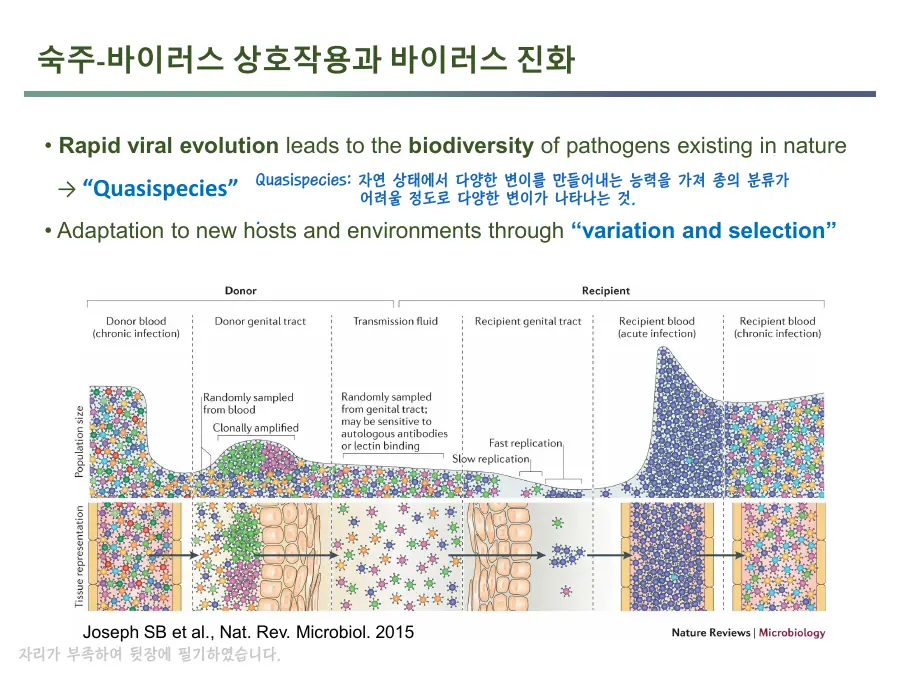 숙주-바이러스 상호작용과 바이러스 진화
• Rapid viral evolution leads to the biodiversity of pathogens existing in nature
→ “Quasispecies”
Quasispecies: 자연 상태에서 다양한 변이를 만들어내는 능력을 가져 종의 분류가
어려울 정도로 다양한 변이가 나타나는 것.
• Adaptation to new hosts and environments through “variation and selection”
Donor
Recipient
Donor blood
(chronic infection)
Donor genital tract
Transmission fluid
Recipient genital tract
Recipient blood
(acute infection)
Recipient blood
(chronic infection)
Population size
Randomly sampled
from blood
Clonally amplified
Randomly sampled
from genital tract;
may be sensitive to
autologous antibodies
or lectin binding
Fast replication
Slow replication
Tissue representation
Joseph SB et al., Nat. Rev. Microbiol. 2015
Nature Reviews | Microbiology
자리가 부족하여 뒷장에 필기하였습니다.